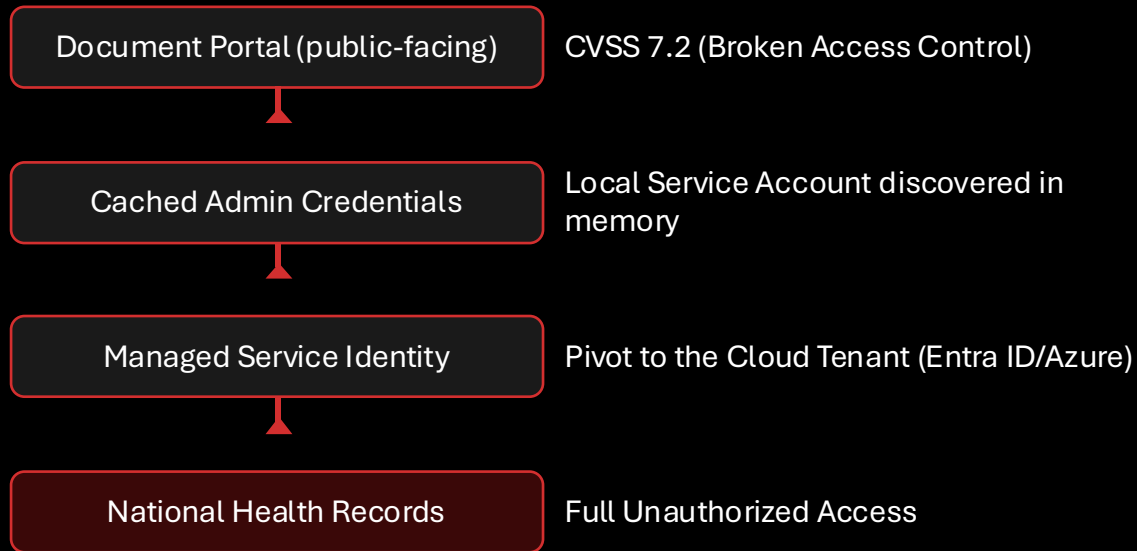 Document Portal (public-facing)
CVSS 7.2 (Broken Access Control)
Cached Admin Credentials
Local Service Account discovered in
memory
Managed Service Identity
Pivot to the Cloud Tenant (Entra ID/Azure)
National Health Records
Full Unauthorized Access